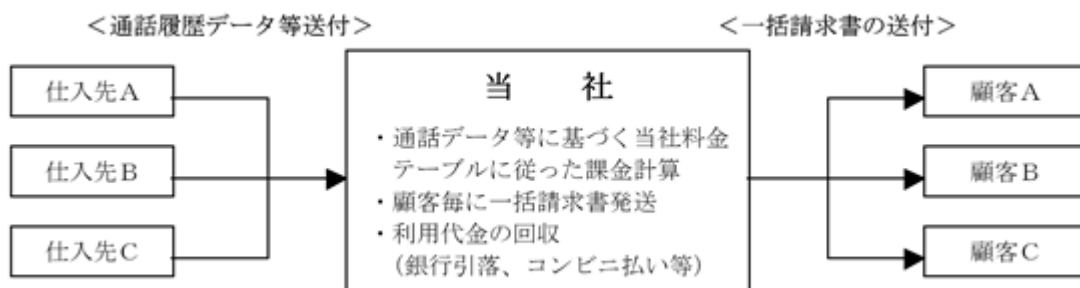 <通話履歴データ等送付>
<一括請求書の送付>
仕入先A
仕入先B
仕入先C
当 社
・通話データ等に基づく当社料金
テーブルに従った課金計算
・顧客毎に一括請求書発送
・利用代金の回収
（銀行引落、コンビニ払い等）
顧客A
顧客B
顧客C